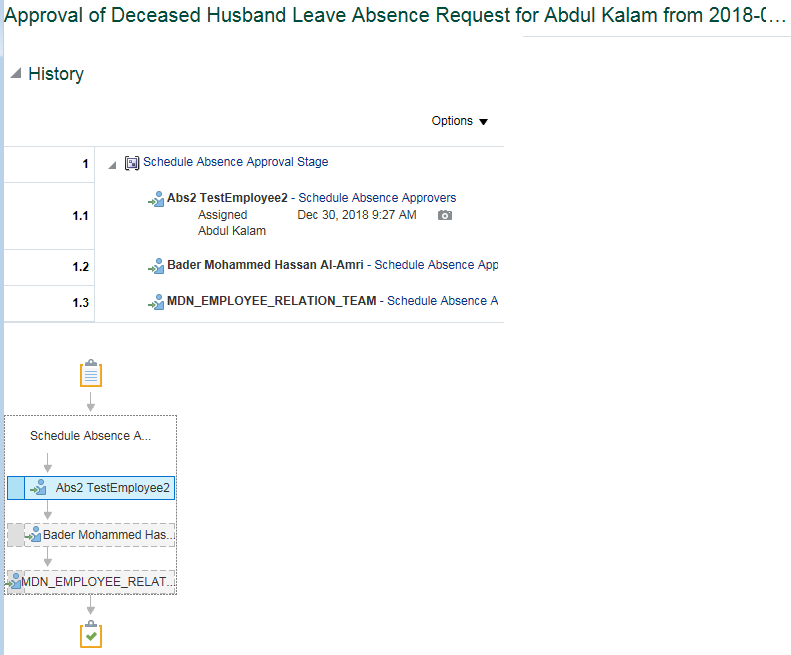 Approval of Deceased Husband Leave Absence Request for Abdul Kalam from 2018-0...
History
Options
1
Schedule Absence Approval Stage
1.1
Abs2 TestEmployee2 - Schedule Absence Approvers
Assigned Dec 30, 2018 9:27 AM
Abdul Kalam
1.2
Bader Mohammed Hassan Al-Amri - Schedule Absence App
1.3
MDN_EMPLOYEE_RELATION_TEAM - Schedule Absence A
Schedule Absence A...
Abs2 TestEmployee2
Bader Mohammed Has...
MDN_EMPLOYEE_RELAT...